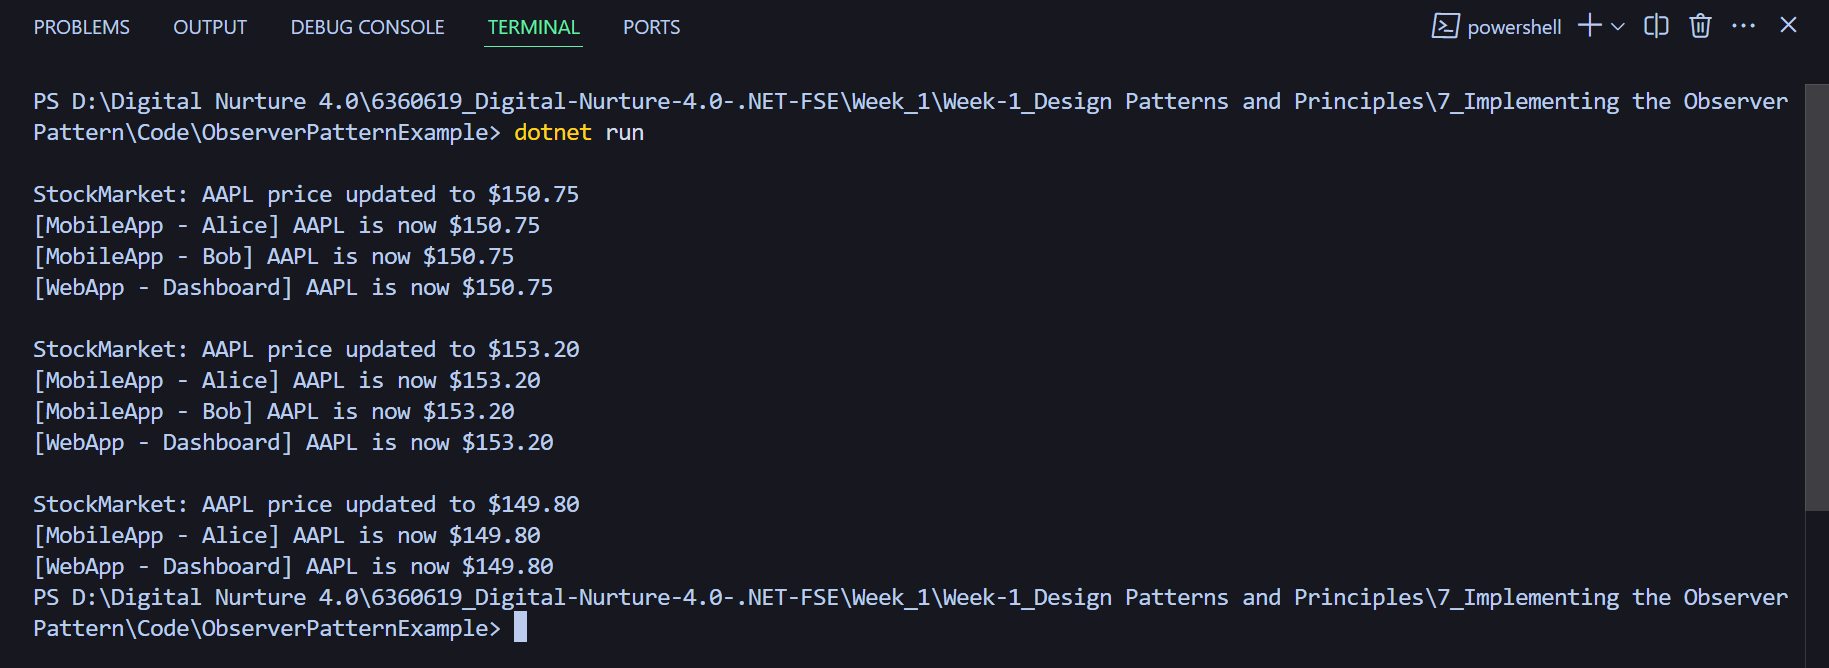 PROBLEMS OUTPUT DEBUG CONSOLE TERMINAL PORTS powershell
PS D:\Digital Nurture 4.0\6360619_Digital-Nurture-4.0-.NET-FSE\Week_1\Week-1_Design Patterns and Principles\7_Implementing the Observer
Pattern\Code\ObserverPatternExample> dotnet run
StockMarket: AAPL price updated to $150.75
[MobileApp - Alice] AAPL is now $150.75
[MobileApp - Bob] AAPL is now $150.75
[WebApp - Dashboard] AAPL is now $150.75
StockMarket: AAPL price updated to $153.20
[MobileApp - Alice] AAPL is now $153.20
[MobileApp - Bob] AAPL is now $153.20
[WebApp - Dashboard] AAPL is now $153.20
StockMarket: AAPL price updated to $149.80
[MobileApp - Alice] AAPL is now $149.80
[WebApp - Dashboard] AAPL is now $149.80
PS D:\Digital Nurture 4.0\6360619_Digital-Nurture-4.0-.NET-FSE\Week_1\Week-1_Design Patterns and Principles\7_Implementing the Observer
Pattern\Code\ObserverPatternExample>